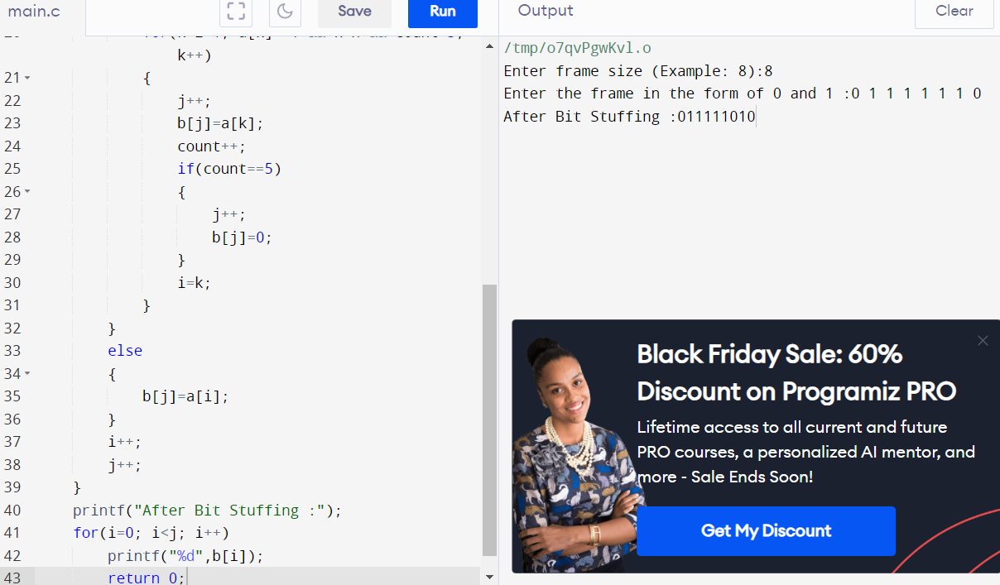 main.c
Save
Run
Output
Clear
k++)
21
{
22
j++;
23
b[j]=a[k];
24
count++;
25
if(count==5)
26
{
27
j++;
28
b[j]=0;
29
}
30
i=k;
31
}
32
}
33
else
34
{
35
b[j]=a[i];
36
}
37
i++;
38
j++;
39
}
40
printf("After Bit Stuffing :");
41
for(i=0; i<j; i++)
42
printf("%d",b[i]);
43
return 0;
/tmp/o7qvPgwKvl.o
Enter frame size (Example: 8):8
Enter the frame in the form of 0 and 1 :0 1 1 1 1 1 1 0
After Bit Stuffing :011111010
Black Friday Sale: 60%
Discount on Programiz PRO
Lifetime access to all current and future
PRO courses, a personalized AI mentor, and
more - Sale Ends Soon!
Get My Discount